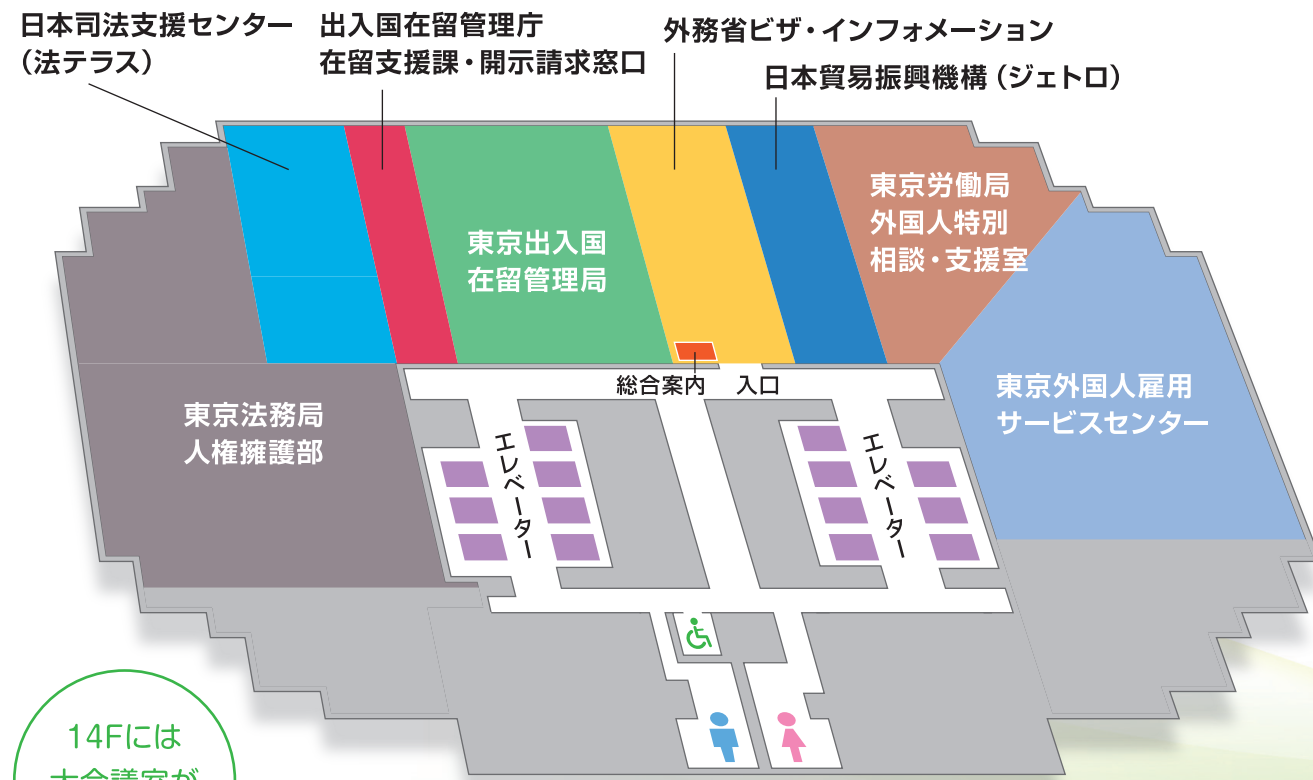 日本司法支援センター
（法テラス）
出入国在留管理庁
在留支援課・開示請求窓口
外務省ビザ・インフォメーション
日本貿易振興機構（ジェトロ）
東京出入国
在留管理局
東京労働局
外国人特別
相談・支援室
総合案内
入口
東京法務局
人権擁護部
東京外国人雇用
サービスセンター
エレベーター
エレベーター
14Fには
大会議室が